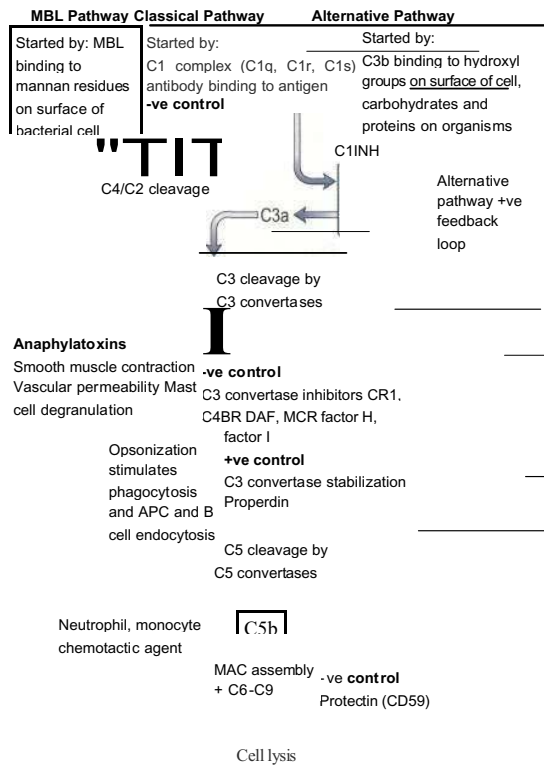 MBL Pathway Classical Pathway Alternative Pathway
Started by: MBL
binding to
mannan residues
on surface of
bacterial cell
Started by:
C1 complex (C1q, C1r, C1s)
antibody binding to antigen
-ve control
Started by:
C3b binding to hydroxyl
groups on surface of cell,
carbohydrates and
proteins on organisms
C1INH
"TIT
C4/C2 cleavage
Alternative
pathway +ve
feedback
loop
C3a
C3 cleavage by
C3 convertases
I
Anaphylatoxins
Smooth muscle contraction
Vascular permeability Mast
cell degranulation
-ve control
C3 convertase inhibitors CR1,
C4BR DAF, MCR factor H,
factor I
Opsonization
stimulates
phagocytosis
and APC and B
cell endocytosis
+ve control
C3 convertase stabilization
Properdin
C5 cleavage by
C5 convertases
Neutrophil, monocyte
chemotactic agent
C5b
MAC assembly
+ C6-C9
-ve control
Protectin (CD59)
Cell lysis